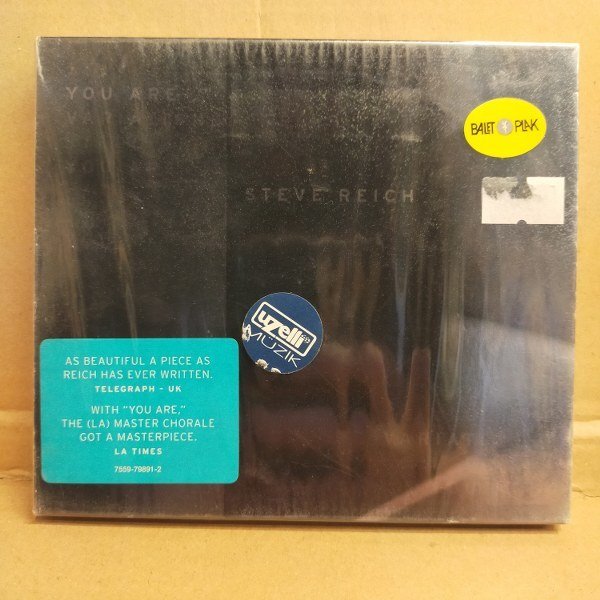 YOU ARE
STEVE REICH
BALET PLAK
uzelli
MÜZİK
AS BEAUTIFUL A PIECE AS
REICH HAS EVER WRITTEN.
TELEGRAPH - UK
WITH "YOU ARE,"
THE (LA) MASTER CHORALE
GOT A MASTERPIECE.
LA TIMES
7559-79891-2